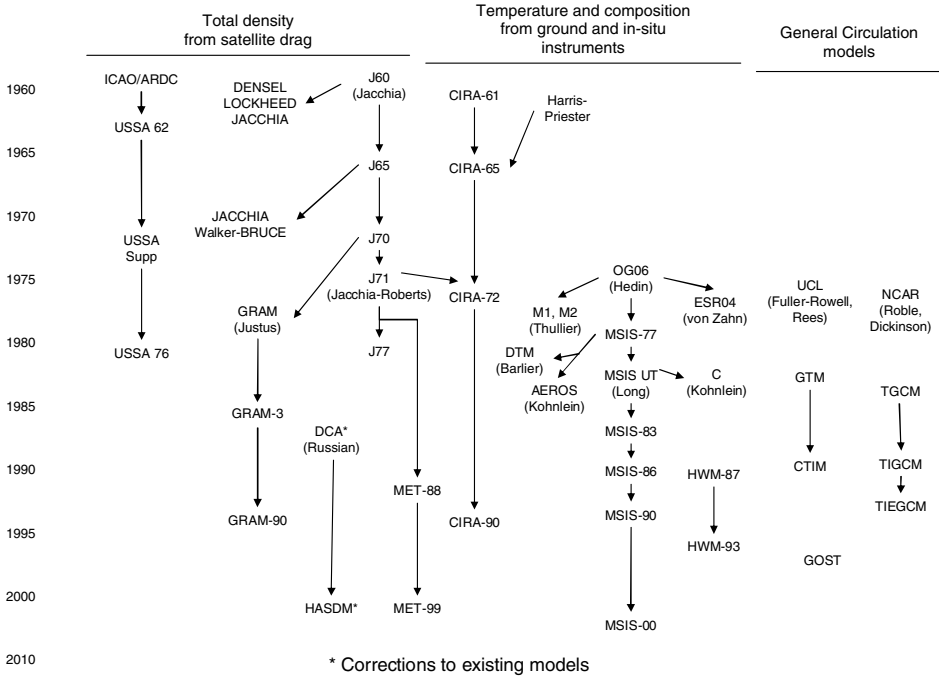 Total density
from satellite drag
Temperature and composition
from ground and in-situ
instruments
General Circulation
models
1960
1965
1970
1975
1980
1985
1990
1995
2000
2010
ICAO/ARDC
USSA 62
USSA
Supp
USSA 76
DENSEL
LOCKHEED
JACCHIA
J60
(Jacchia)
J65
JACCHIA
Walker-BRUCE
J70
J71
(Jacchia-Roberts)
J77
GRAM
(Justus)
GRAM-3
GRAM-90
DCA*
(Russian)
HASDM*
MET-88
MET-99
CIRA-61
Harris-
Priester
CIRA-65
CIRA-72
CIRA-90
OG06
(Hedin)
M1, M2
(Thullier)
ESR04
(von Zahn)
MSIS-77
DTM
(Barlier)
AEROS
(Kohnlein)
MSIS UT
(Long)
C
(Kohnlein)
MSIS-83
MSIS-86
MSIS-90
MSIS-00
HWM-87
HWM-93
UCL
(Fuller-Rowell,
Rees)
GTM
CTIM
GOST
NCAR
(Roble,
Dickinson)
TGCM
TIGCM
TIEGCM
* Corrections to existing models